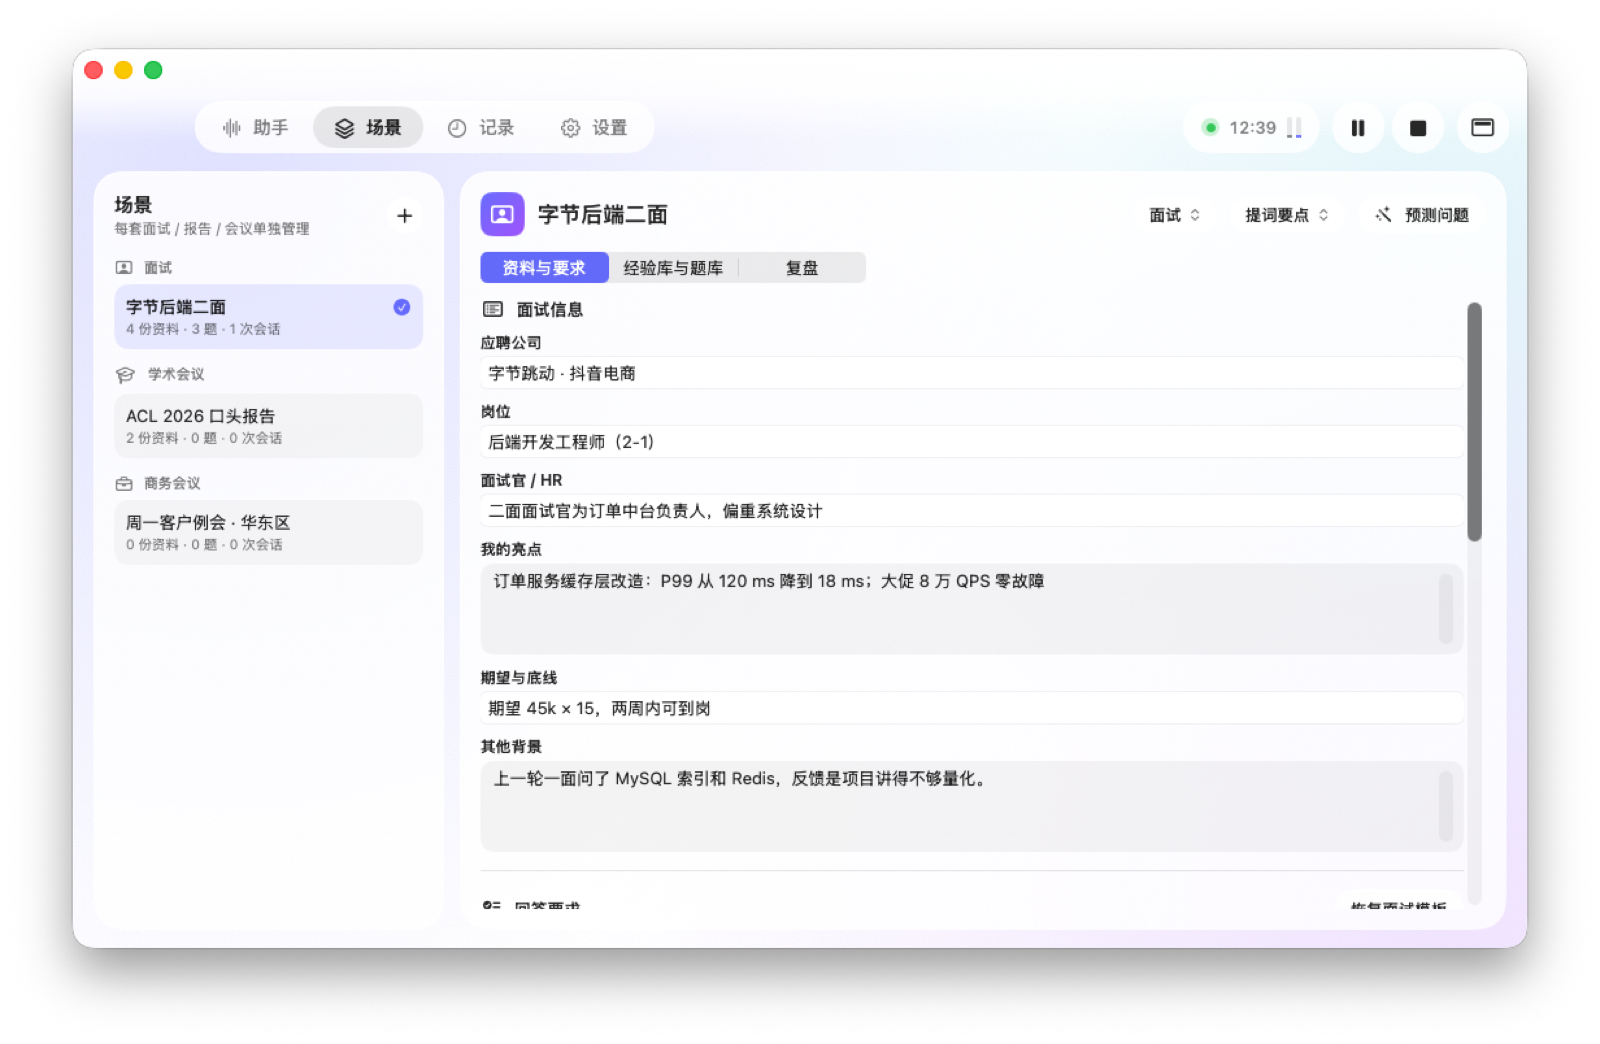 助手
场景
记录
设置
12:39
场景
每套面试 / 报告 / 会议单独管理
面试
字节后端二面
4 份资料 · 3 题 · 1 次会话
学术会议
ACL 2026 口头报告
2 份资料 · 0 题 · 0 次会话
商务会议
周一客户例会 · 华东区
0 份资料 · 0 题 · 0 次会话
字节后端二面
面试
提词要点
预测问题
资料与要求
经验库与题库
复盘
面试信息
应聘公司
字节跳动 · 抖音电商
岗位
后端开发工程师（2-1）
面试官 / HR
二面面试官为订单中台负责人，偏重系统设计
我的亮点
订单服务缓存层改造：P99 从 120 ms 降到 18 ms；大促 8 万 QPS 零故障
期望与底线
期望 45k × 15，两周内可到岗
其他背景
上一轮一面问了 MySQL 索引和 Redis，反馈是项目讲得不够量化。
回答要求
恢复面试模板